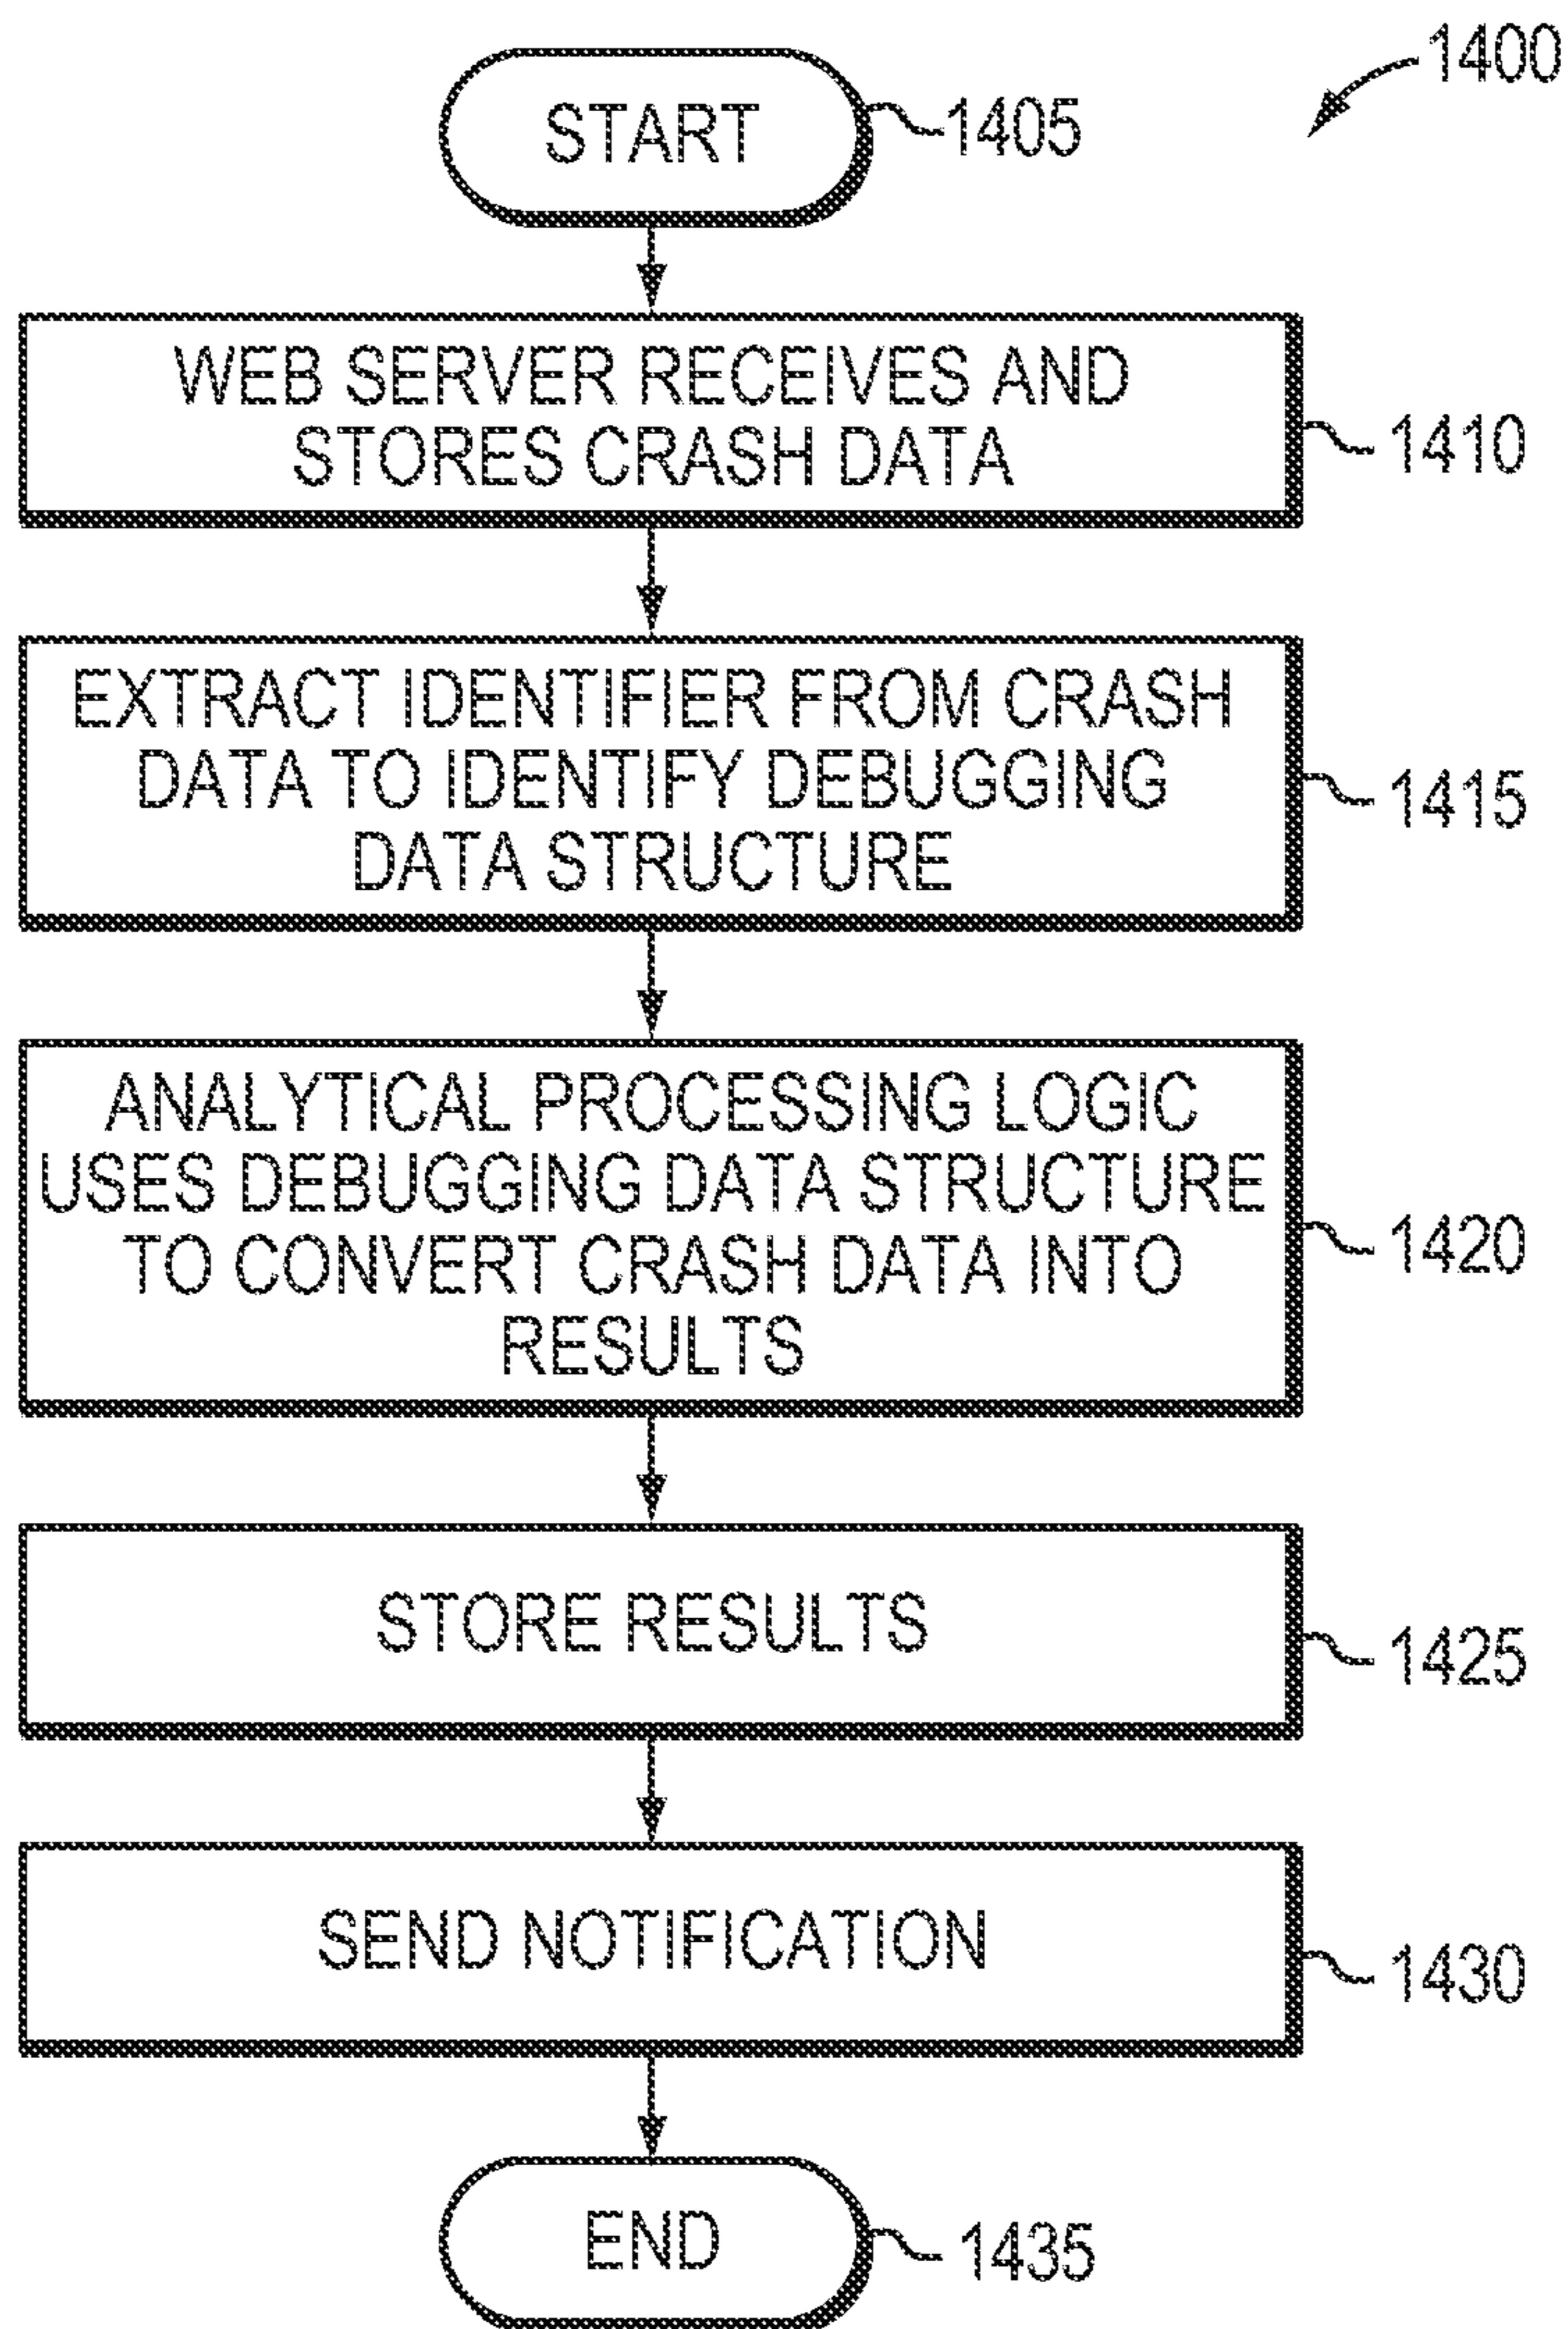 1400
START
1405
WEB SERVER RECEIVES AND
STORES CRASH DATA
1410
EXTRACT IDENTIFIER FROM CRASH
DATA TO IDENTIFY DEBUGGING
DATA STRUCTURE
1415
ANALYTICAL PROCESSING LOGIC
USES DEBUGGING DATA STRUCTURE
TO CONVERT CRASH DATA INTO
RESULTS
1420
STORE RESULTS
1425
SEND NOTIFICATION
1430
END
1435